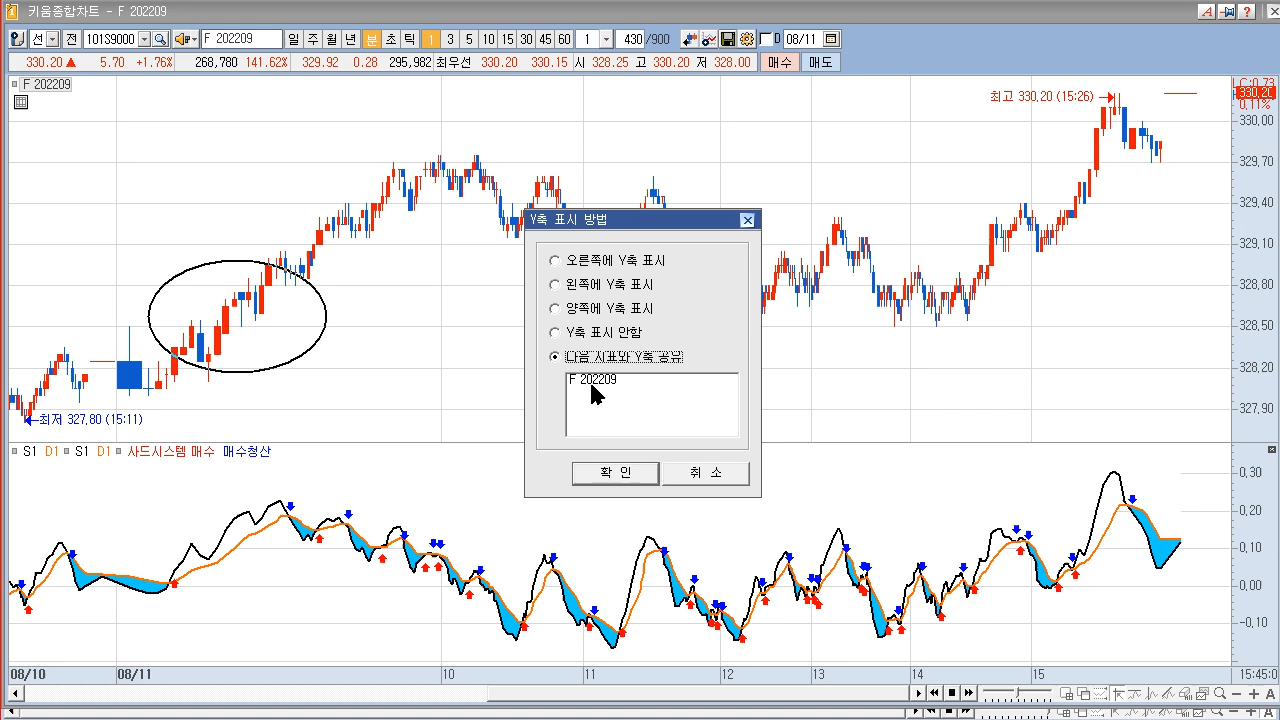 키움종합차트 - F 202209
선 전 101S9000 F 202209 일 주 월 년 분 초 틱 1 3 5 10 15 30 45 60 1 430 /900 D 08/11
330.20 ▲ 5.70 +1.76% 268,780 141.62% 329.92 0.28 295,982 최우선 330.20 330.15 시 328.25 고 330.20 저 328.00 매수 매도
F 202209
LC:0.73
330.20
0.11%
최고 330,20 (15:26)
330,00
329,70
329,40
329,10
328,80
328,50
328,20
327,90
최저 327,80 (15:11)
Y축 표시 방법
오른쪽에 Y축 표시
왼쪽에 Y축 표시
양쪽에 Y축 표시
Y축 표시 안함
다음 지표와 Y축 공유
F 202209
확 인 취 소
S1 D1 S1 D1 사드시스템 매수 매수청산
0,30
0,20
0,10
0,00
-0,10
08/10 08/11 10 11 12 13 14 15 15:45:0